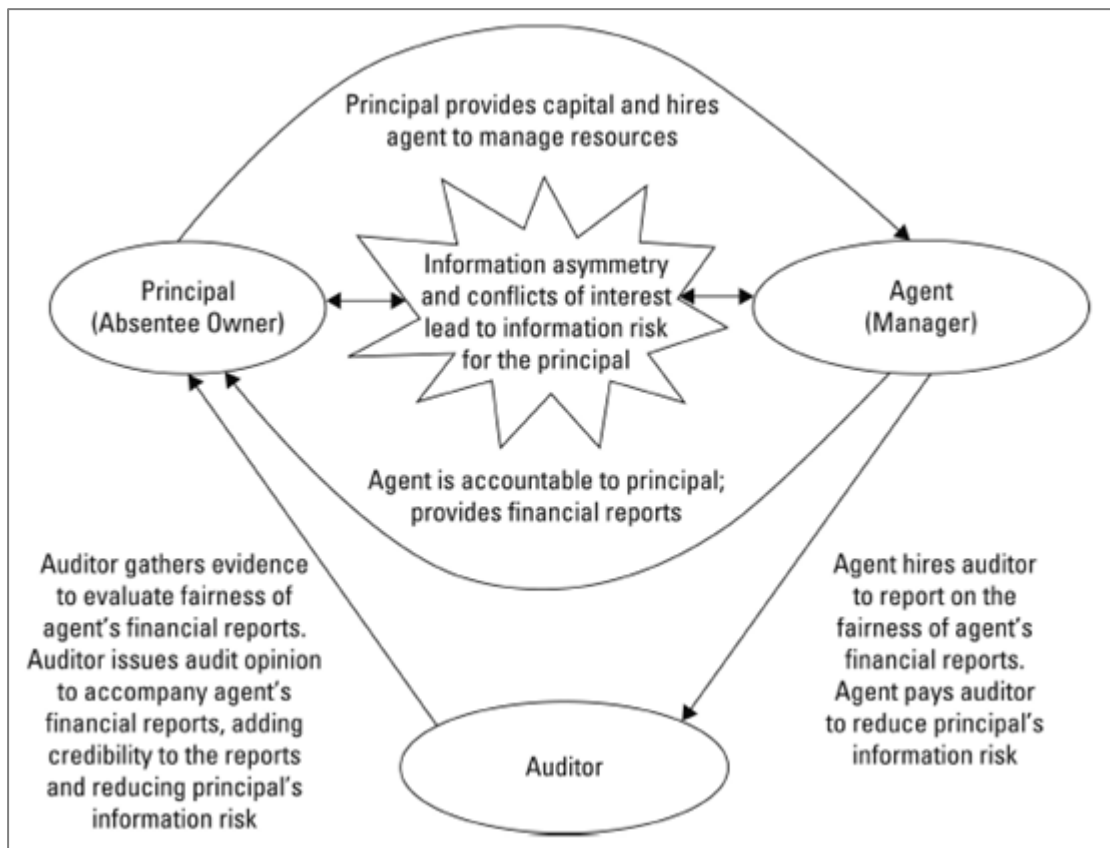 Principal provides capital and hires
agent to manage resources
Principal
(Absentee Owner)
Information asymmetry
and conflicts of interest
lead to information risk
for the principal
Agent
(Manager)
Agent is accountable to principal;
provides financial reports
Auditor gathers evidence
to evaluate fairness of
agent’s financial reports.
Auditor issues audit opinion
to accompany agent’s
financial reports, adding
credibility to the reports
and reducing principal’s
information risk
Agent hires auditor
to report on the
fairness of agent’s
financial reports.
Agent pays auditor
to reduce principal’s
information risk
Auditor